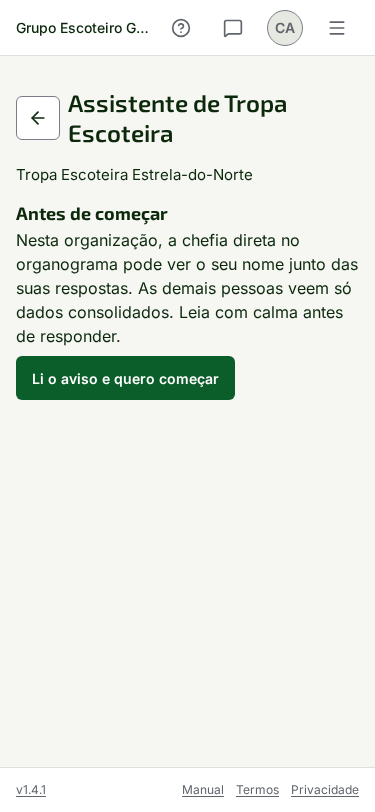 Grupo Escoteiro G...
CA
Assistente de Tropa
Escoteira
Tropa Escoteira Estrela-do-Norte
Antes de começar
Nesta organização, a chefia direta no
organograma pode ver o seu nome junto das
suas respostas. As demais pessoas veem só
dados consolidados. Leia com calma antes
de responder.
Li o aviso e quero começar
v1.4.1
Manual
Termos
Privacidade